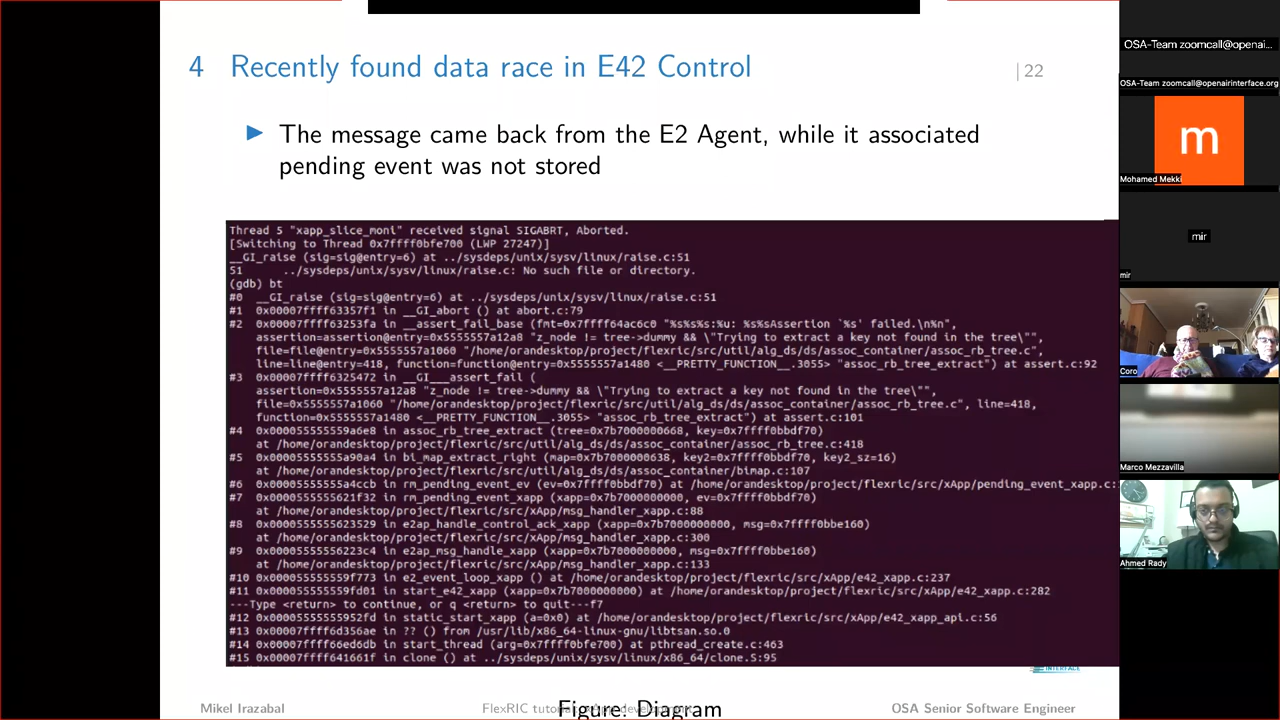 4 Recently found data race in E42 Control
| 22
The message came back from the E2 Agent, while it associated
pending event was not stored
Thread 5 "xapp_slice_moni" received signal SIGABRT, Aborted.
[Switching to Thread 0x7ffff0bfe700 (LWP 27247)]
__GI_raise (sig=sig@entry=6) at ../sysdeps/unix/sysv/linux/raise.c:51
51 ../sysdeps/unix/sysv/linux/raise.c: No such file or directory.
(gdb) bt
#0 __GI_raise (sig=sig@entry=6) at ../sysdeps/unix/sysv/linux/raise.c:51
#1 0x00007ffff63357f1 in __GI_abort () at abort.c:79
#2 0x00007ffff63253fa in __assert_fail_base (fmt=0x7ffff64ac6c0 "%s%s%s:%u: %s%sAssertion `%s' failed.\n%n",
assertion=assertion@entry=0x5555557a12a8 "z_node != tree->dummy && \"Trying to extract a key not found in the tree\"",
file=file@entry=0x5555557a1060 "/home/orandesktop/project/flexric/src/util/alg_ds/ds/assoc_container/assoc_rb_tree.c",
line=line@entry=418, function=function@entry=0x5555557a1480 <__PRETTY_FUNCTION__.3055> "assoc_rb_tree_extract") at assert.c:92
#3 0x00007ffff6325472 in __GI___assert_fail (
assertion=0x5555557a12a8 "z_node != tree->dummy && \"Trying to extract a key not found in the tree\"",
file=0x5555557a1060 "/home/orandesktop/project/flexric/src/util/alg_ds/ds/assoc_container/assoc_rb_tree.c", line=418,
function=0x5555557a1480 <__PRETTY_FUNCTION__.3055> "assoc_rb_tree_extract") at assert.c:101
#4 0x000055555559a6e8 in assoc_rb_tree_extract (tree=0x7b7000000668, key=0x7ffff0bbdf70)
at /home/orandesktop/project/flexric/src/util/alg_ds/ds/assoc_container/assoc_rb_tree.c:418
#5 0x00005555555a90a4 in bi_map_extract_right (map=0x7b7000000638, key2=0x7ffff0bbdf70, key2_sz=16)
at /home/orandesktop/project/flexric/src/util/alg_ds/ds/assoc_container/bimap.c:107
#6 0x00005555555a4ccb in rm_pending_event_ev (ev=0x7ffff0bbdf70) at /home/orandesktop/project/flexric/src/xApp/pending_event_xapp.c:
#7 0x0000555555621f32 in rm_pending_event_xapp (xapp=0x7b7000000000, ev=0x7ffff0bbdf70)
at /home/orandesktop/project/flexric/src/xApp/msg_handler_xapp.c:88
#8 0x0000555555623529 in e2ap_handle_control_ack_xapp (xapp=0x7b7000000000, msg=0x7ffff0bbe160)
at /home/orandesktop/project/flexric/src/xApp/msg_handler_xapp.c:300
#9 0x00005555556223c4 in e2ap_msg_handle_xapp (xapp=0x7b7000000000, msg=0x7ffff0bbe160)
at /home/orandesktop/project/flexric/src/xApp/msg_handler_xapp.c:133
#10 0x000055555559f773 in e2_event_loop_xapp () at /home/orandesktop/project/flexric/src/xApp/e42_xapp.c:237
#11 0x000055555559fd01 in start_e42_xapp (xapp=0x7b7000000000) at /home/orandesktop/project/flexric/src/xApp/e42_xapp.c:282
---Type <return> to continue, or q <return> to quit---f7
#12 0x00005555555952fd in static_start_xapp (a=0x0) at /home/orandesktop/project/flexric/src/xApp/e42_xapp_api.c:56
#13 0x00007ffff6d356ae in ?? () from /usr/lib/x86_64-linux-gnu/libtsan.so.0
#14 0x00007ffff66ed6db in start_thread (arg=0x7ffff0bfe700) at pthread_create.c:463
#15 0x00007ffff641661f in clone () at ../sysdeps/unix/sysv/linux/x86_64/clone.S:95
INTERFACE
Figure: Diagram
Mikel Irazabal
FlexRIC tutorial
OSA Senior Software Engineer
OSA-Team zoomcall@openai...
OSA-Team zoomcall@openairinterface.org
m
Mohamed Mekki
mir
mir
Coro
Marco Mezzavilla
Ahmed Rady